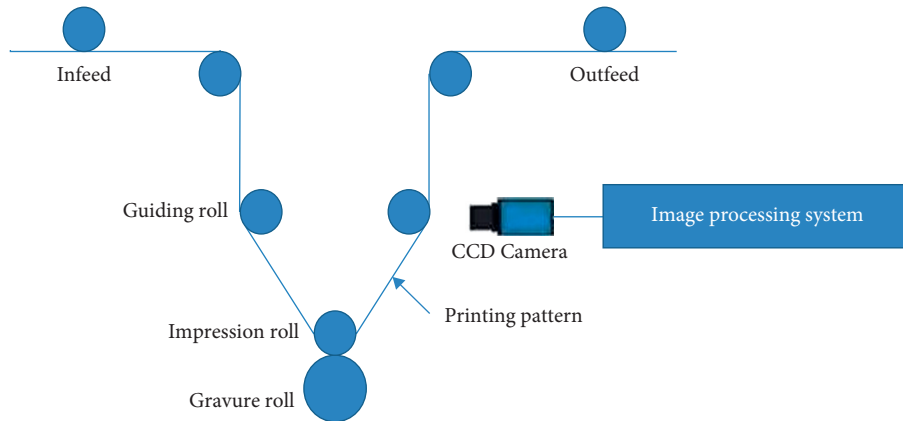 Infeed
Outfeed
Guiding roll
Image processing system
CCD Camera
Printing pattern
Impression roll
Gravure roll